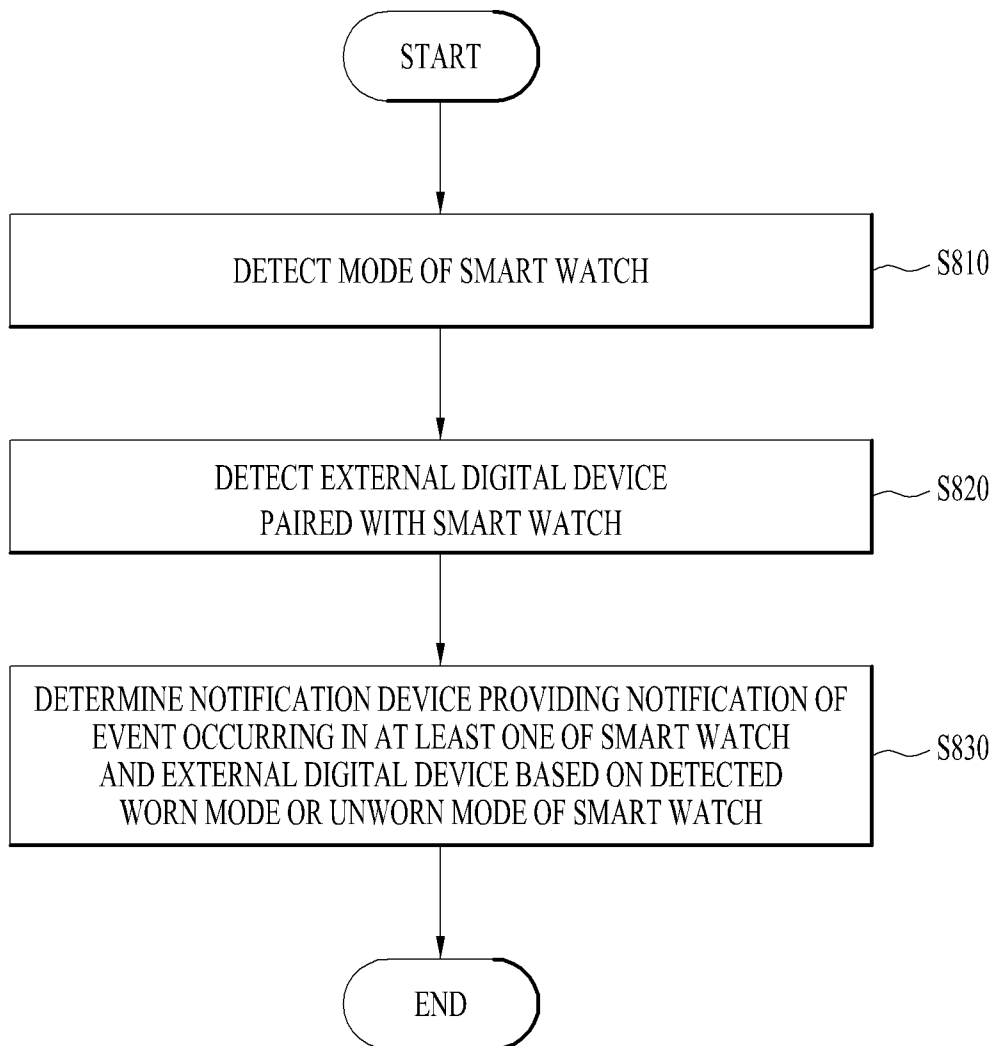 START
DETECT MODE OF SMART WATCH
S810
DETECT EXTERNAL DIGITAL DEVICE
PAIRED WITH SMART WATCH
S820
DETERMINE NOTIFICATION DEVICE PROVIDING NOTIFICATION OF
EVENT OCCURRING IN AT LEAST ONE OF SMART WATCH
AND EXTERNAL DIGITAL DEVICE BASED ON DETECTED
WORN MODE OR UNWORN MODE OF SMART WATCH
S830
END